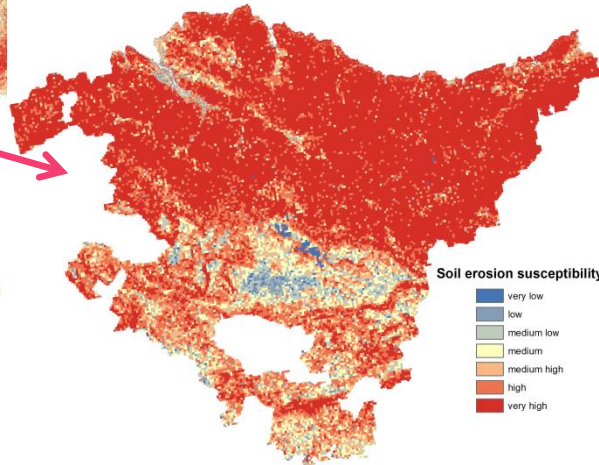 Soil erosion susceptibility
very low
low
medium low
medium
medium high
high
very high